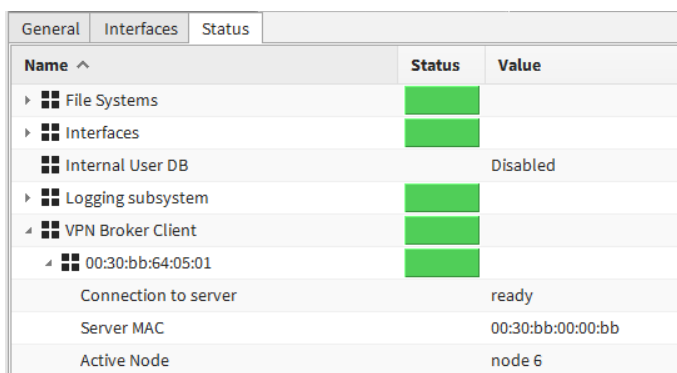 General Interfaces Status
Name Status Value
File Systems
Interfaces
Internal User DB Disabled
Logging subsystem
VPN Broker Client
00:30:bb:64:05:01
Connection to server ready
Server MAC 00:30:bb:00:00:bb
Active Node node 6